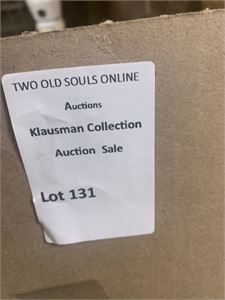 TWO OLD SOULS ONLINE
Auctions
Klausman Collection
Auction Sale
Lot 131